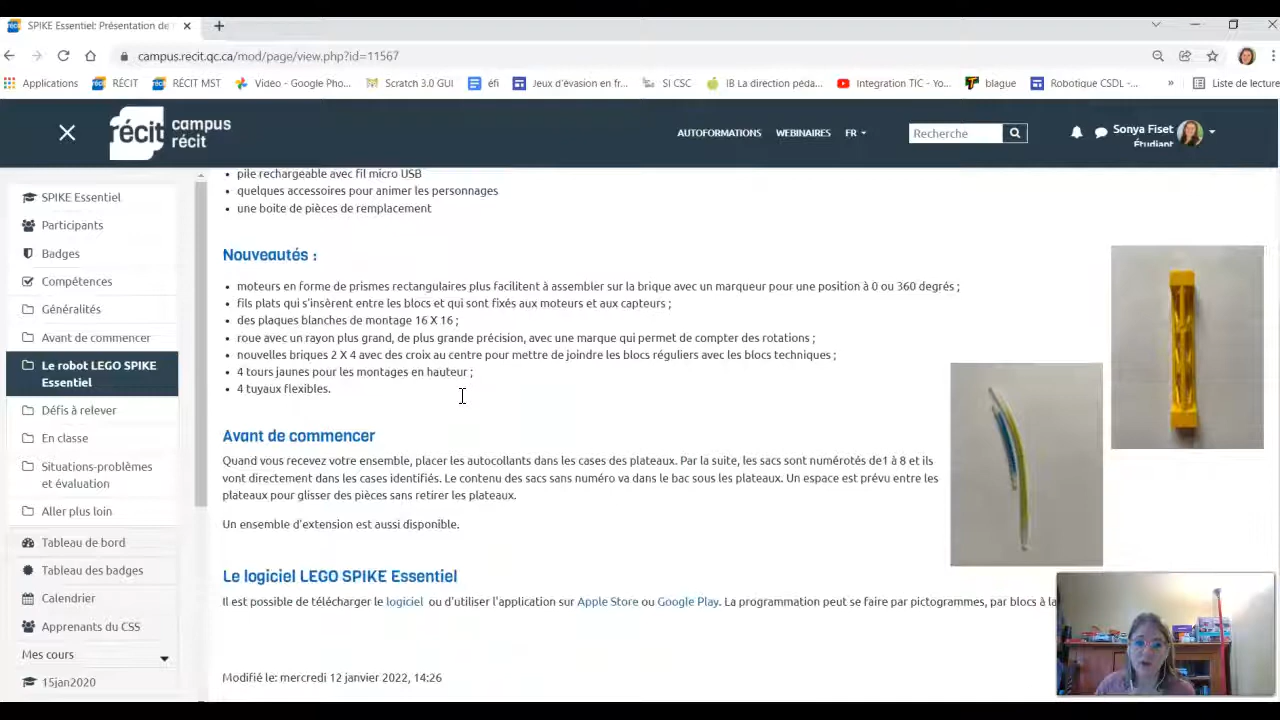 SPIKE Essentiel: Présentation de
campus.recit.qc.ca/mod/page/view.php?id=11567
Applications
RÉCIT
RÉCIT MST
Video - Google Pho...
Scratch 3.0 GUI
éfi
Jeux d'évasion en fr...
SI CSC
IB La direction peda...
Integration TIC - Yo...
blague
Robotique CSDL -...
Liste de lecture
récit campus récit
AUTOFORMATIONS
WEBINAIRES
FR
Recherche
Sonya Fiset
Étudiant
SPIKE Essentiel
Participants
Badges
Compétences
Généralités
Avant de commencer
Le robot LEGO SPIKE
Essentiel
Défis à relever
En classe
Situations-problèmes
et évaluation
Aller plus loin
Tableau de bord
Tableau des badges
Calendrier
Apprenants du CSS
Mes cours
15jan2020
• pile rechargeable avec fil micro USB
• quelques accessoires pour animer les personnages
• une boite de pièces de remplacement
Nouveautés :
• moteurs en forme de prismes rectangulaires plus facilitent à assembler sur la brique avec un marqueur pour une position à 0 ou 360 degrés ;
• fils plats qui s'insèrent entre les blocs et qui sont fixés aux moteurs et aux capteurs ;
• des plaques blanches de montage 16 X 16 ;
• roue avec un rayon plus grand, de plus grande précision, avec une marque qui permet de compter des rotations ;
• nouvelles briques 2 X 4 avec des croix au centre pour mettre de joindre les blocs réguliers avec les blocs techniques ;
• 4 tours jaunes pour les montages en hauteur ;
• 4 tuyaux flexibles.
Avant de commencer
Quand vous recevez votre ensemble, placer les autocollants dans les cases des plateaux. Par la suite, les sacs sont numérotés de1 à 8 et ils
vont directement dans les cases identifiés. Le contenu des sacs sans numéro va dans le bac sous les plateaux. Un espace est prévu entre les
plateaux pour glisser des pièces sans retirer les plateaux.
Un ensemble d'extension est aussi disponible.
Le logiciel LEGO SPIKE Essentiel
Il est possible de télécharger le logiciel ou d'utiliser l'application sur Apple Store ou Google Play. La programmation peut se faire par pictogrammes, par blocs à la
Modifié le: mercredi 12 janvier 2022, 14:26